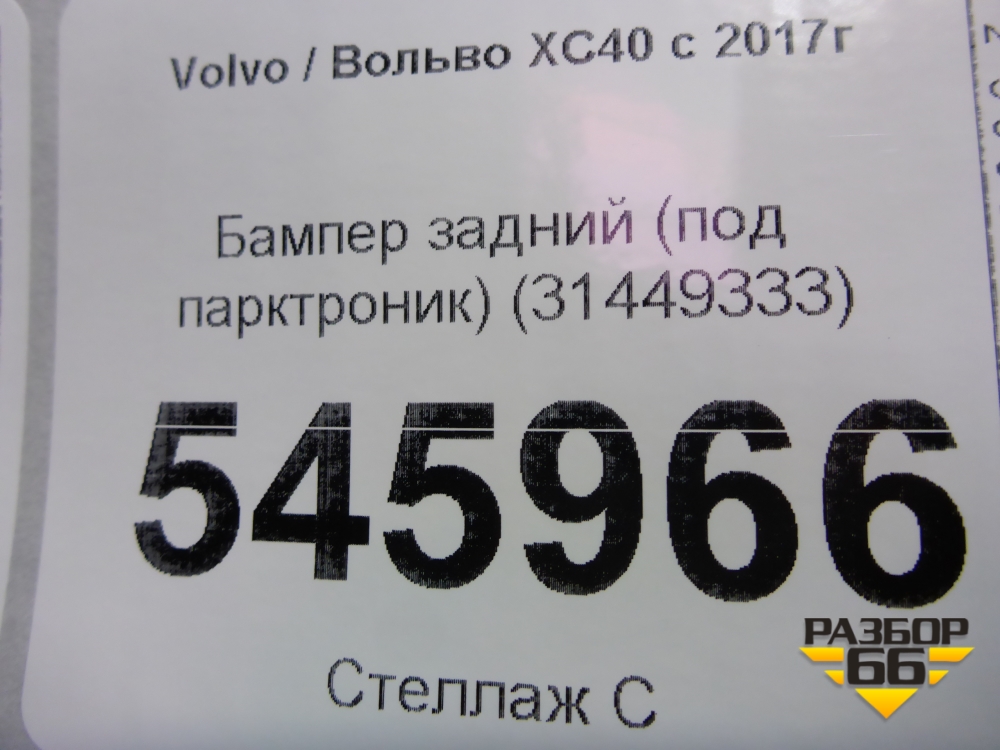 Volvo / Вольво XC40 с 2017г
Бампер задний (под
парктроник) (31449333)
545966
Стеллаж С
РАЗБОР
66